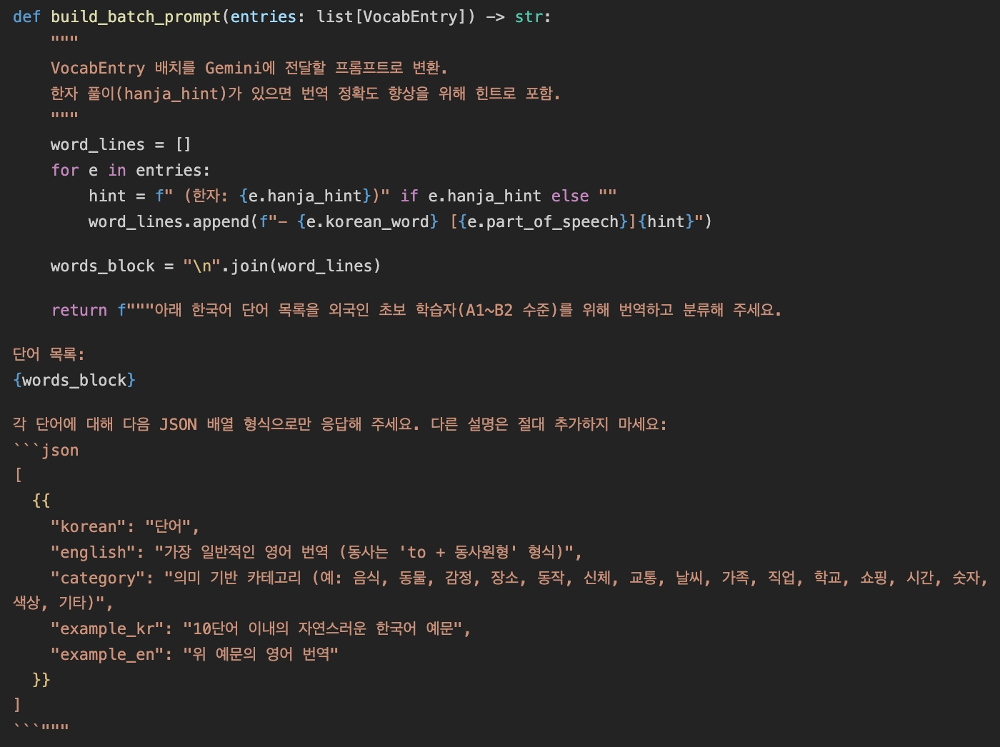 def build_batch_prompt(entries: list[VocabEntry]) -> str:
    """
    VocabEntry 배치를 Gemini에 전달할 프롬프트로 변환.
    한자 풀이(hanja_hint)가 있으면 번역 정확도 향상을 위해 힌트로 포함.
    """
    word_lines = []
    for e in entries:
        hint = f" (한자: {e.hanja_hint})" if e.hanja_hint else ""
        word_lines.append(f"- {e.korean_word} [{e.part_of_speech}]{hint}")

    words_block = "\n".join(word_lines)

    return f"""아래 한국어 단어 목록을 외국인 초보 학습자(A1~B2 수준)를 위해 번역하고 분류해 주세요.

단어 목록:
{words_block}

각 단어에 대해 다음 JSON 배열 형식으로만 응답해 주세요. 다른 설명은 절대 추가하지 마세요:
```json
[
  {{
    "korean": "단어",
    "english": "가장 일반적인 영어 번역 (동사는 'to + 동사원형' 형식)",
    "category": "의미 기반 카테고리 (예: 음식, 동물, 감정, 장소, 동작, 신체, 교통, 날씨, 가족, 직업, 학교, 쇼핑, 시간, 숫자,
색상, 기타)",
    "example_kr": "10단어 이내의 자연스러운 한국어 예문",
    "example_en": "위 예문의 영어 번역"
  }}
]
```"""